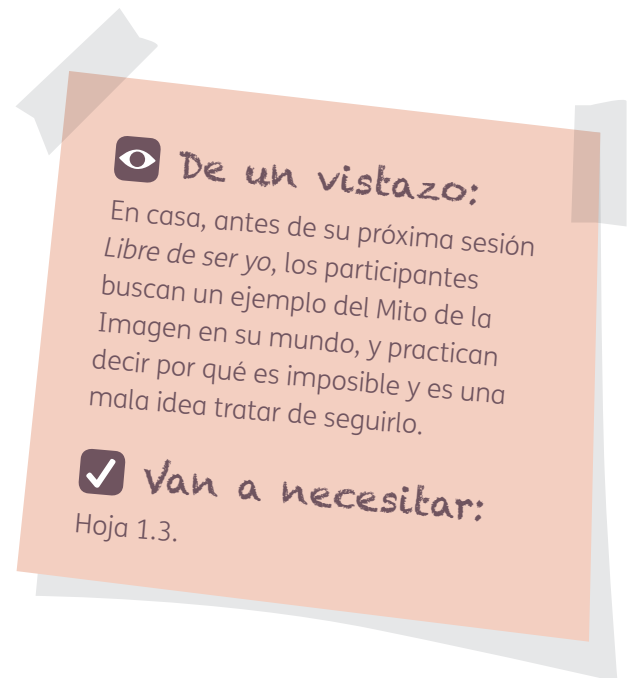 De un vistazo:
En casa, antes de su próxima sesión
Libre de ser yo, los participantes
buscan un ejemplo del Mito de la
Imagen en su mundo, y practican
decir por qué es imposible y es una
mala idea tratar de seguirlo.
Van a necesitar:
Hoja 1.3.